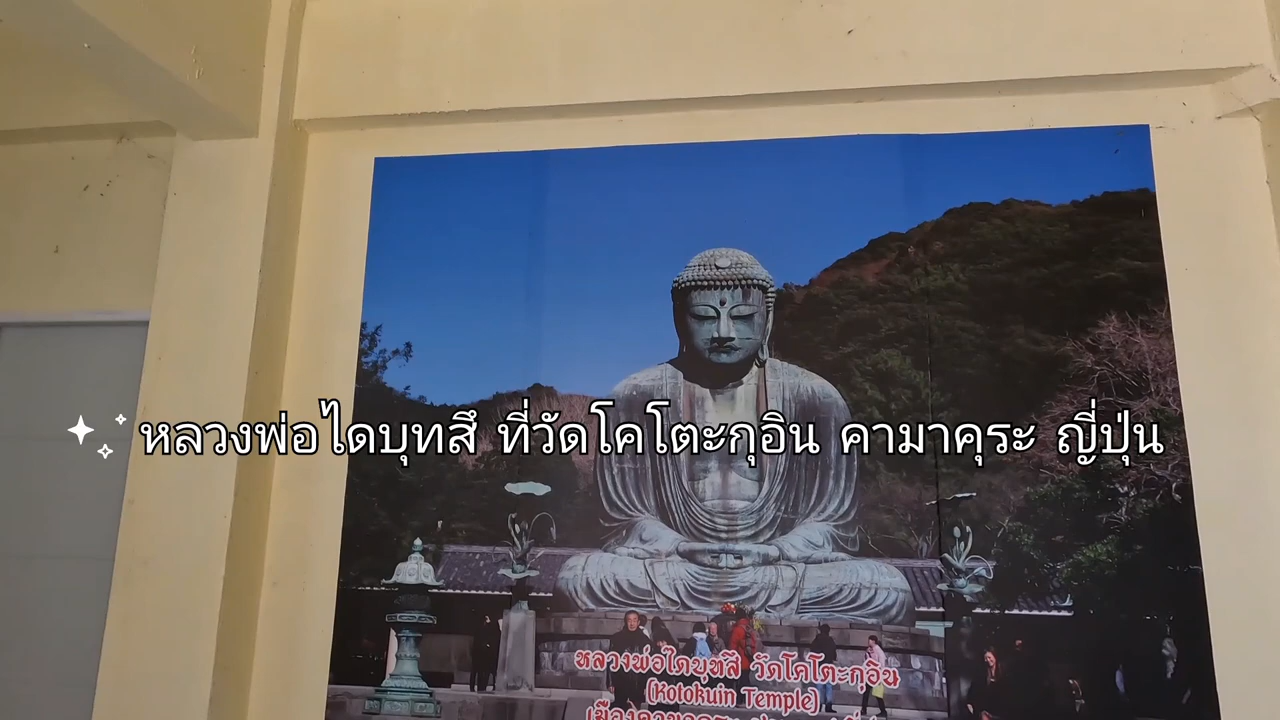 หลวงพ่อไดบุทสึ ที่วัดโคโตะกุอิน คามาคุระ ญี่ปุ่น
หลวงพ่อไดบุทสึ วัดโคโตะกุอิน
(Kotokuin Temple)